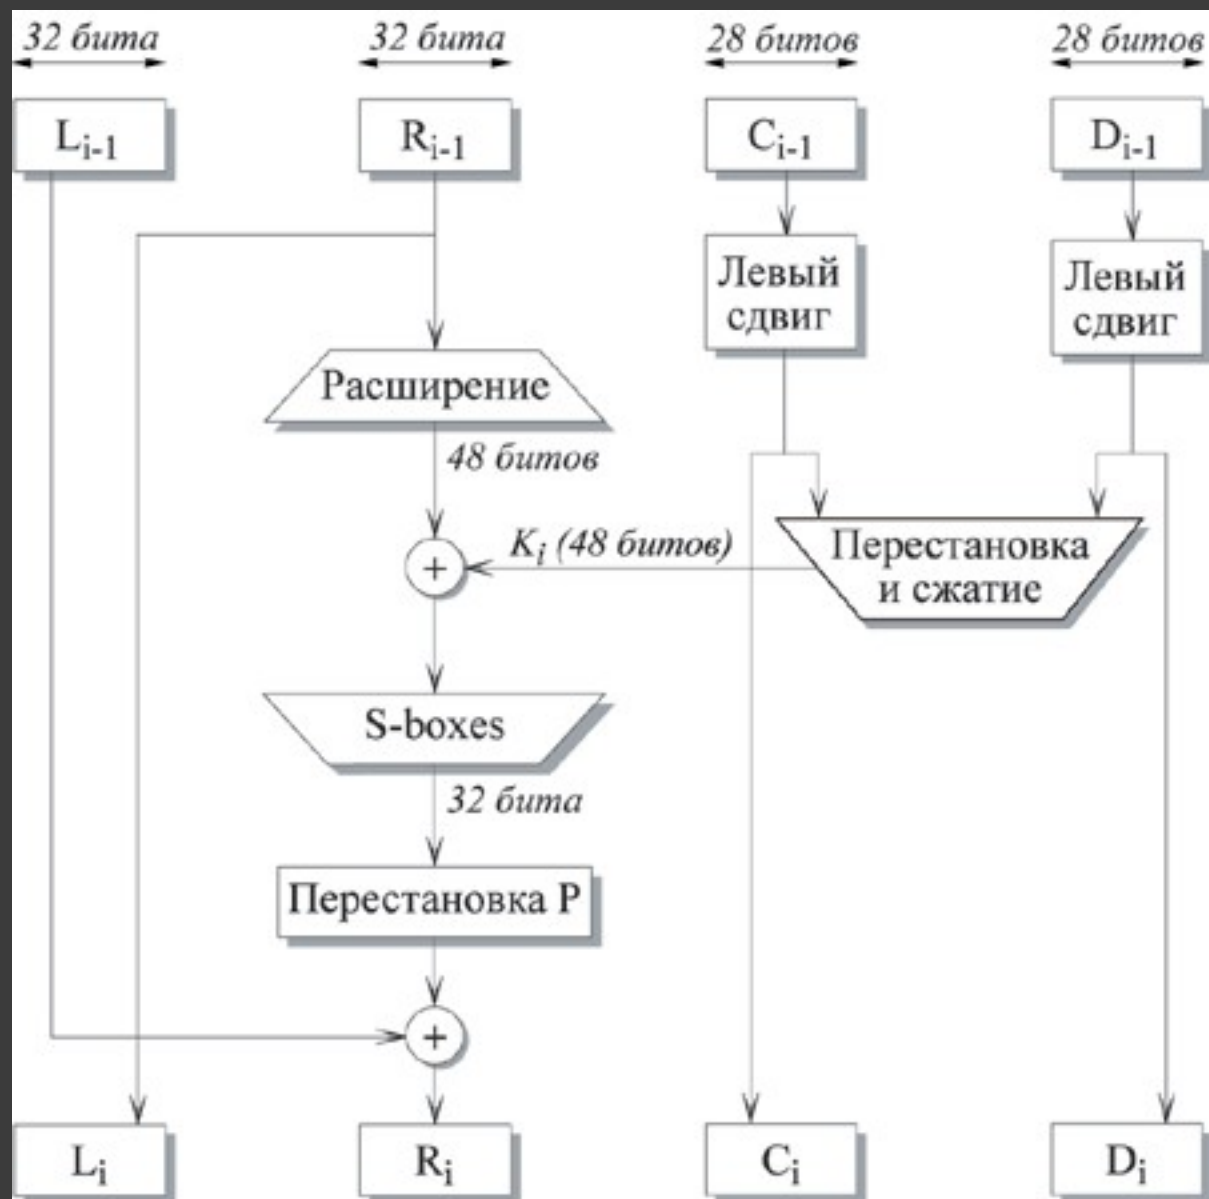 32 бита
32 бита
28 битов
28 битов
Li-1
Ri-1
Ci-1
Di-1
Левый
сдвиг
Левый
сдвиг
Расширение
48 битов
Ki (48 битов)
+
Перестановка
и сжатие
S-boxes
32 бита
Перестановка P
+
Li
Ri
Ci
Di